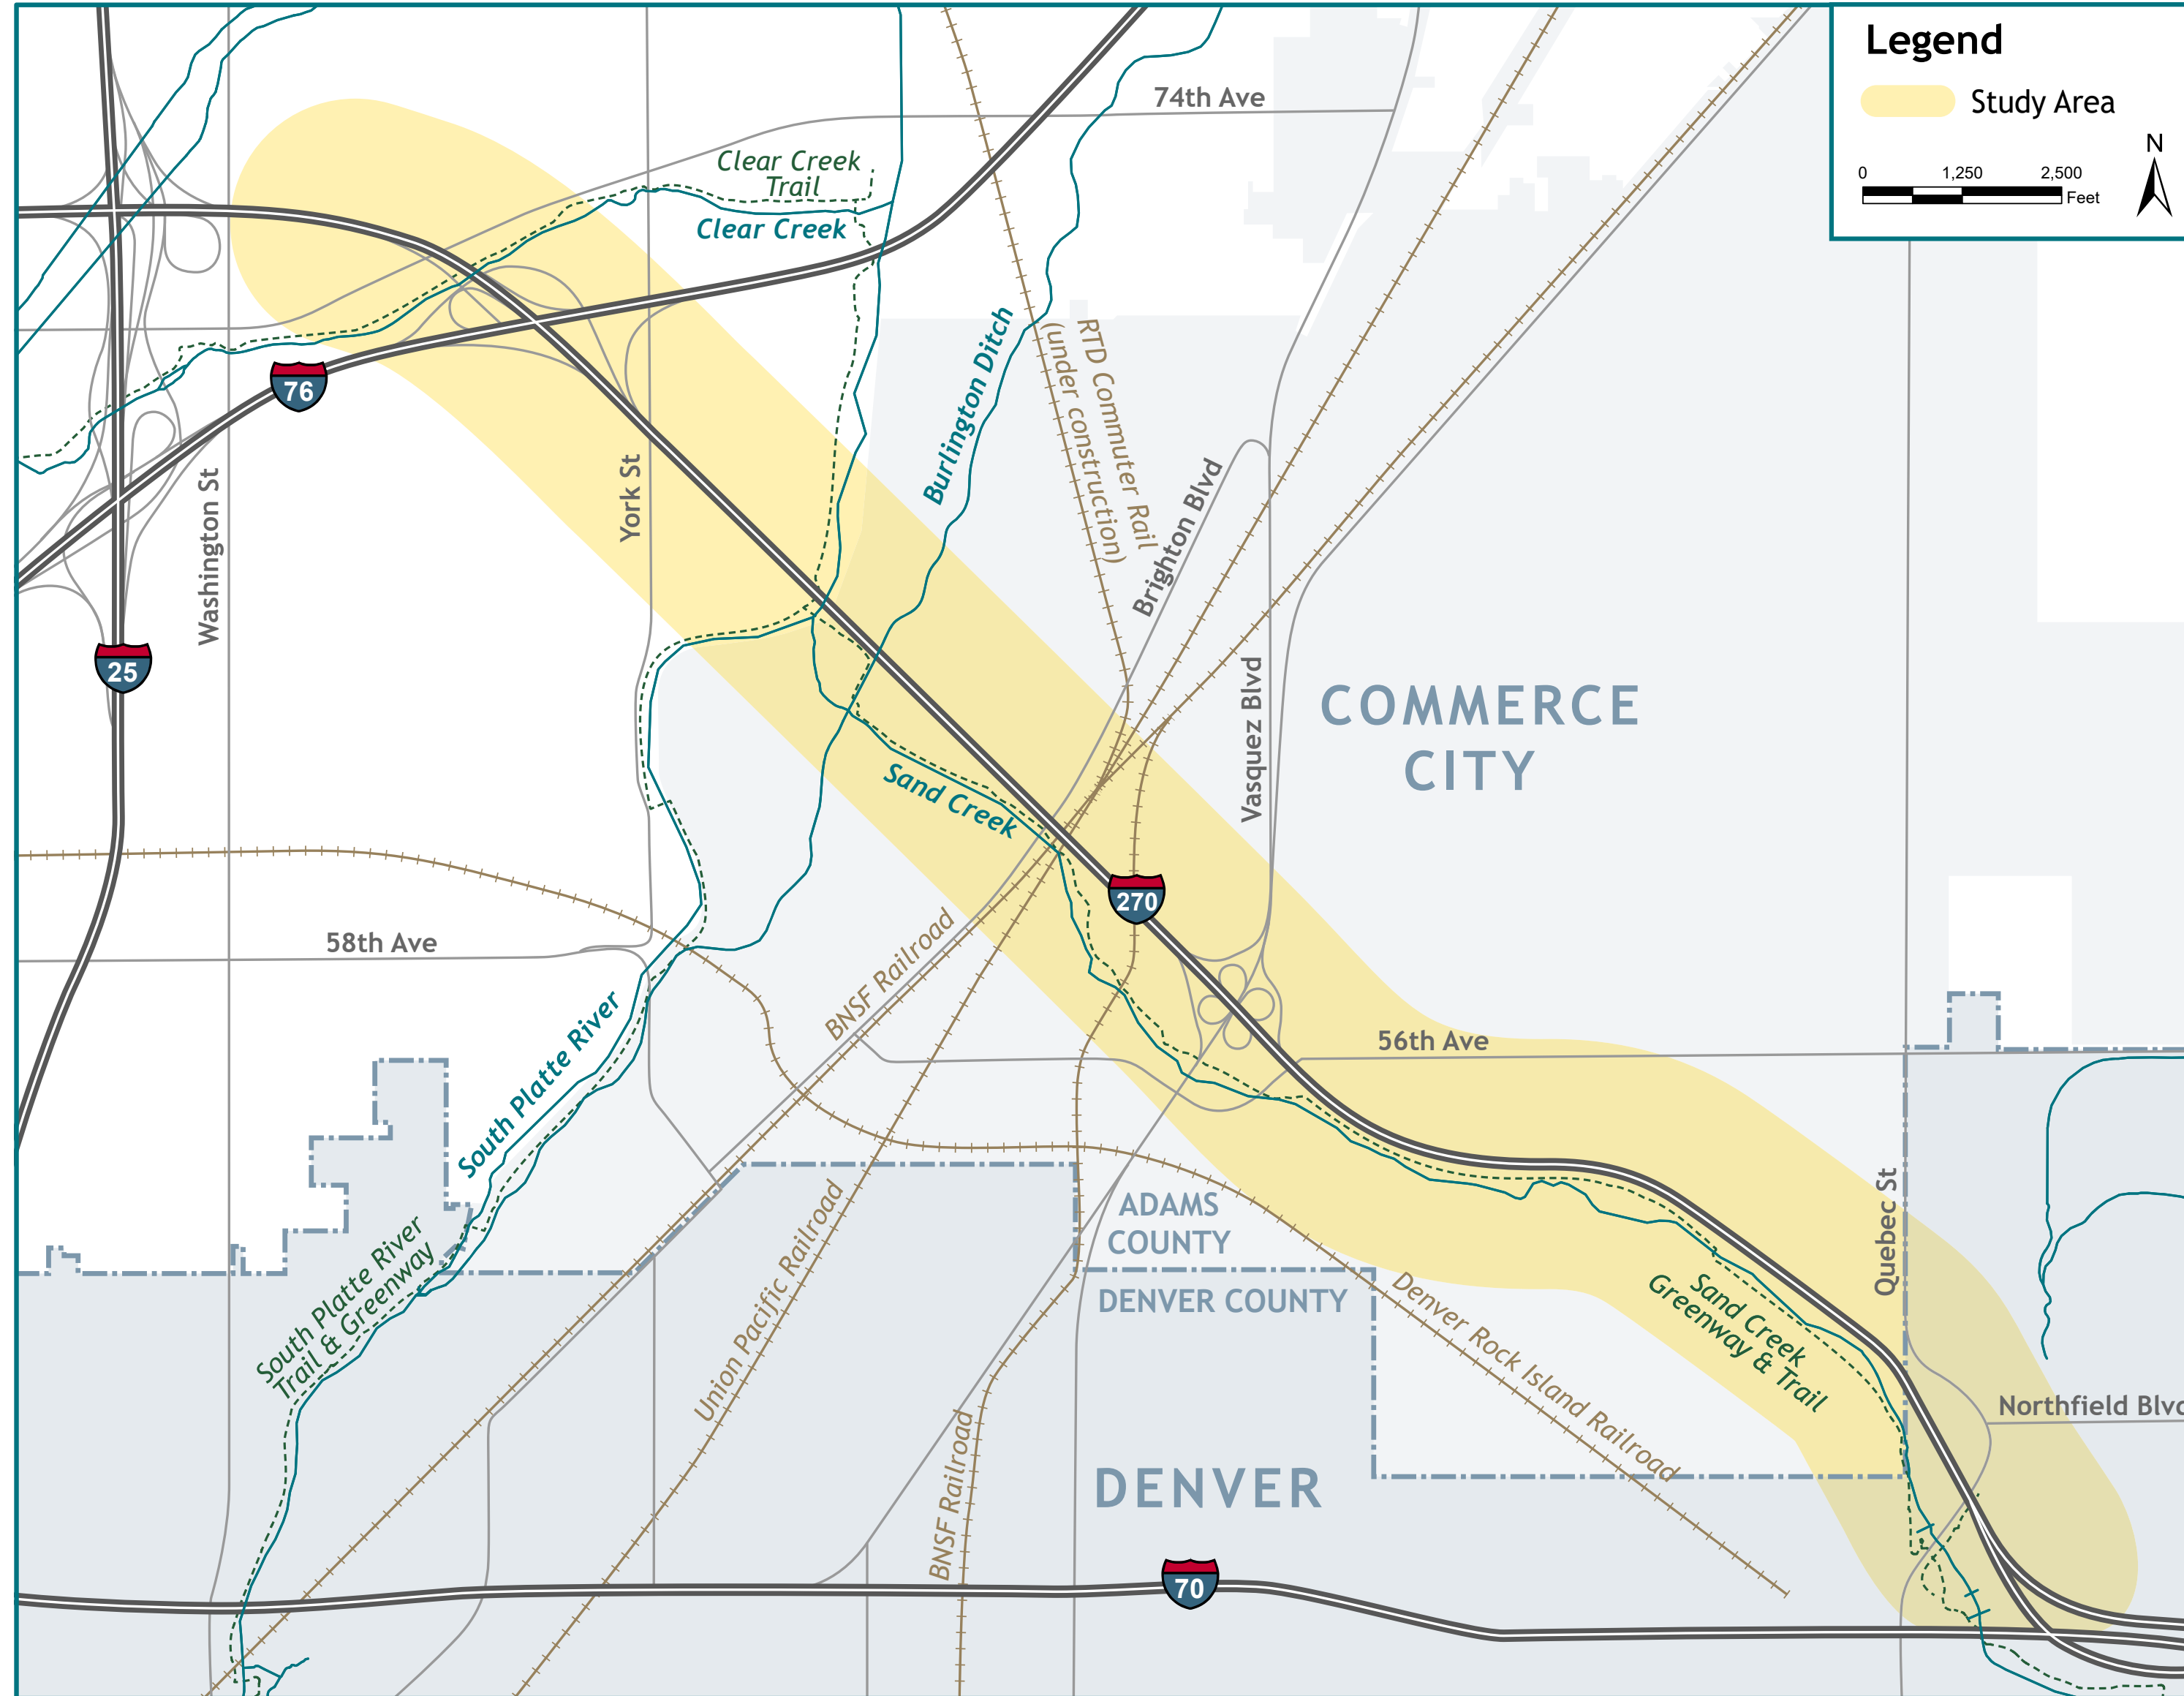 Legend
Study Area
N
0 1,250 2,500
Feet
74th Ave
Clear Creek
Trail
Clear Creek
Burlington Ditch
RTD Commuter Rail
(under construction)
76
Washington St
York St
Brighton Blvd
25
Vasquez Blvd
COMMERCE
CITY
Sand Creek
270
58th Ave
BNSF Railroad
South Platte River
56th Ave
Quebec St
ADAMS
COUNTY
DENVER COUNTY
South Platte River
Trail & Greenway
Union Pacific Railroad
Denver Rock Island Railroad
Sand Creek
Greenway & Trail
Northfield Blvd
BNSF Railroad
DENVER
70